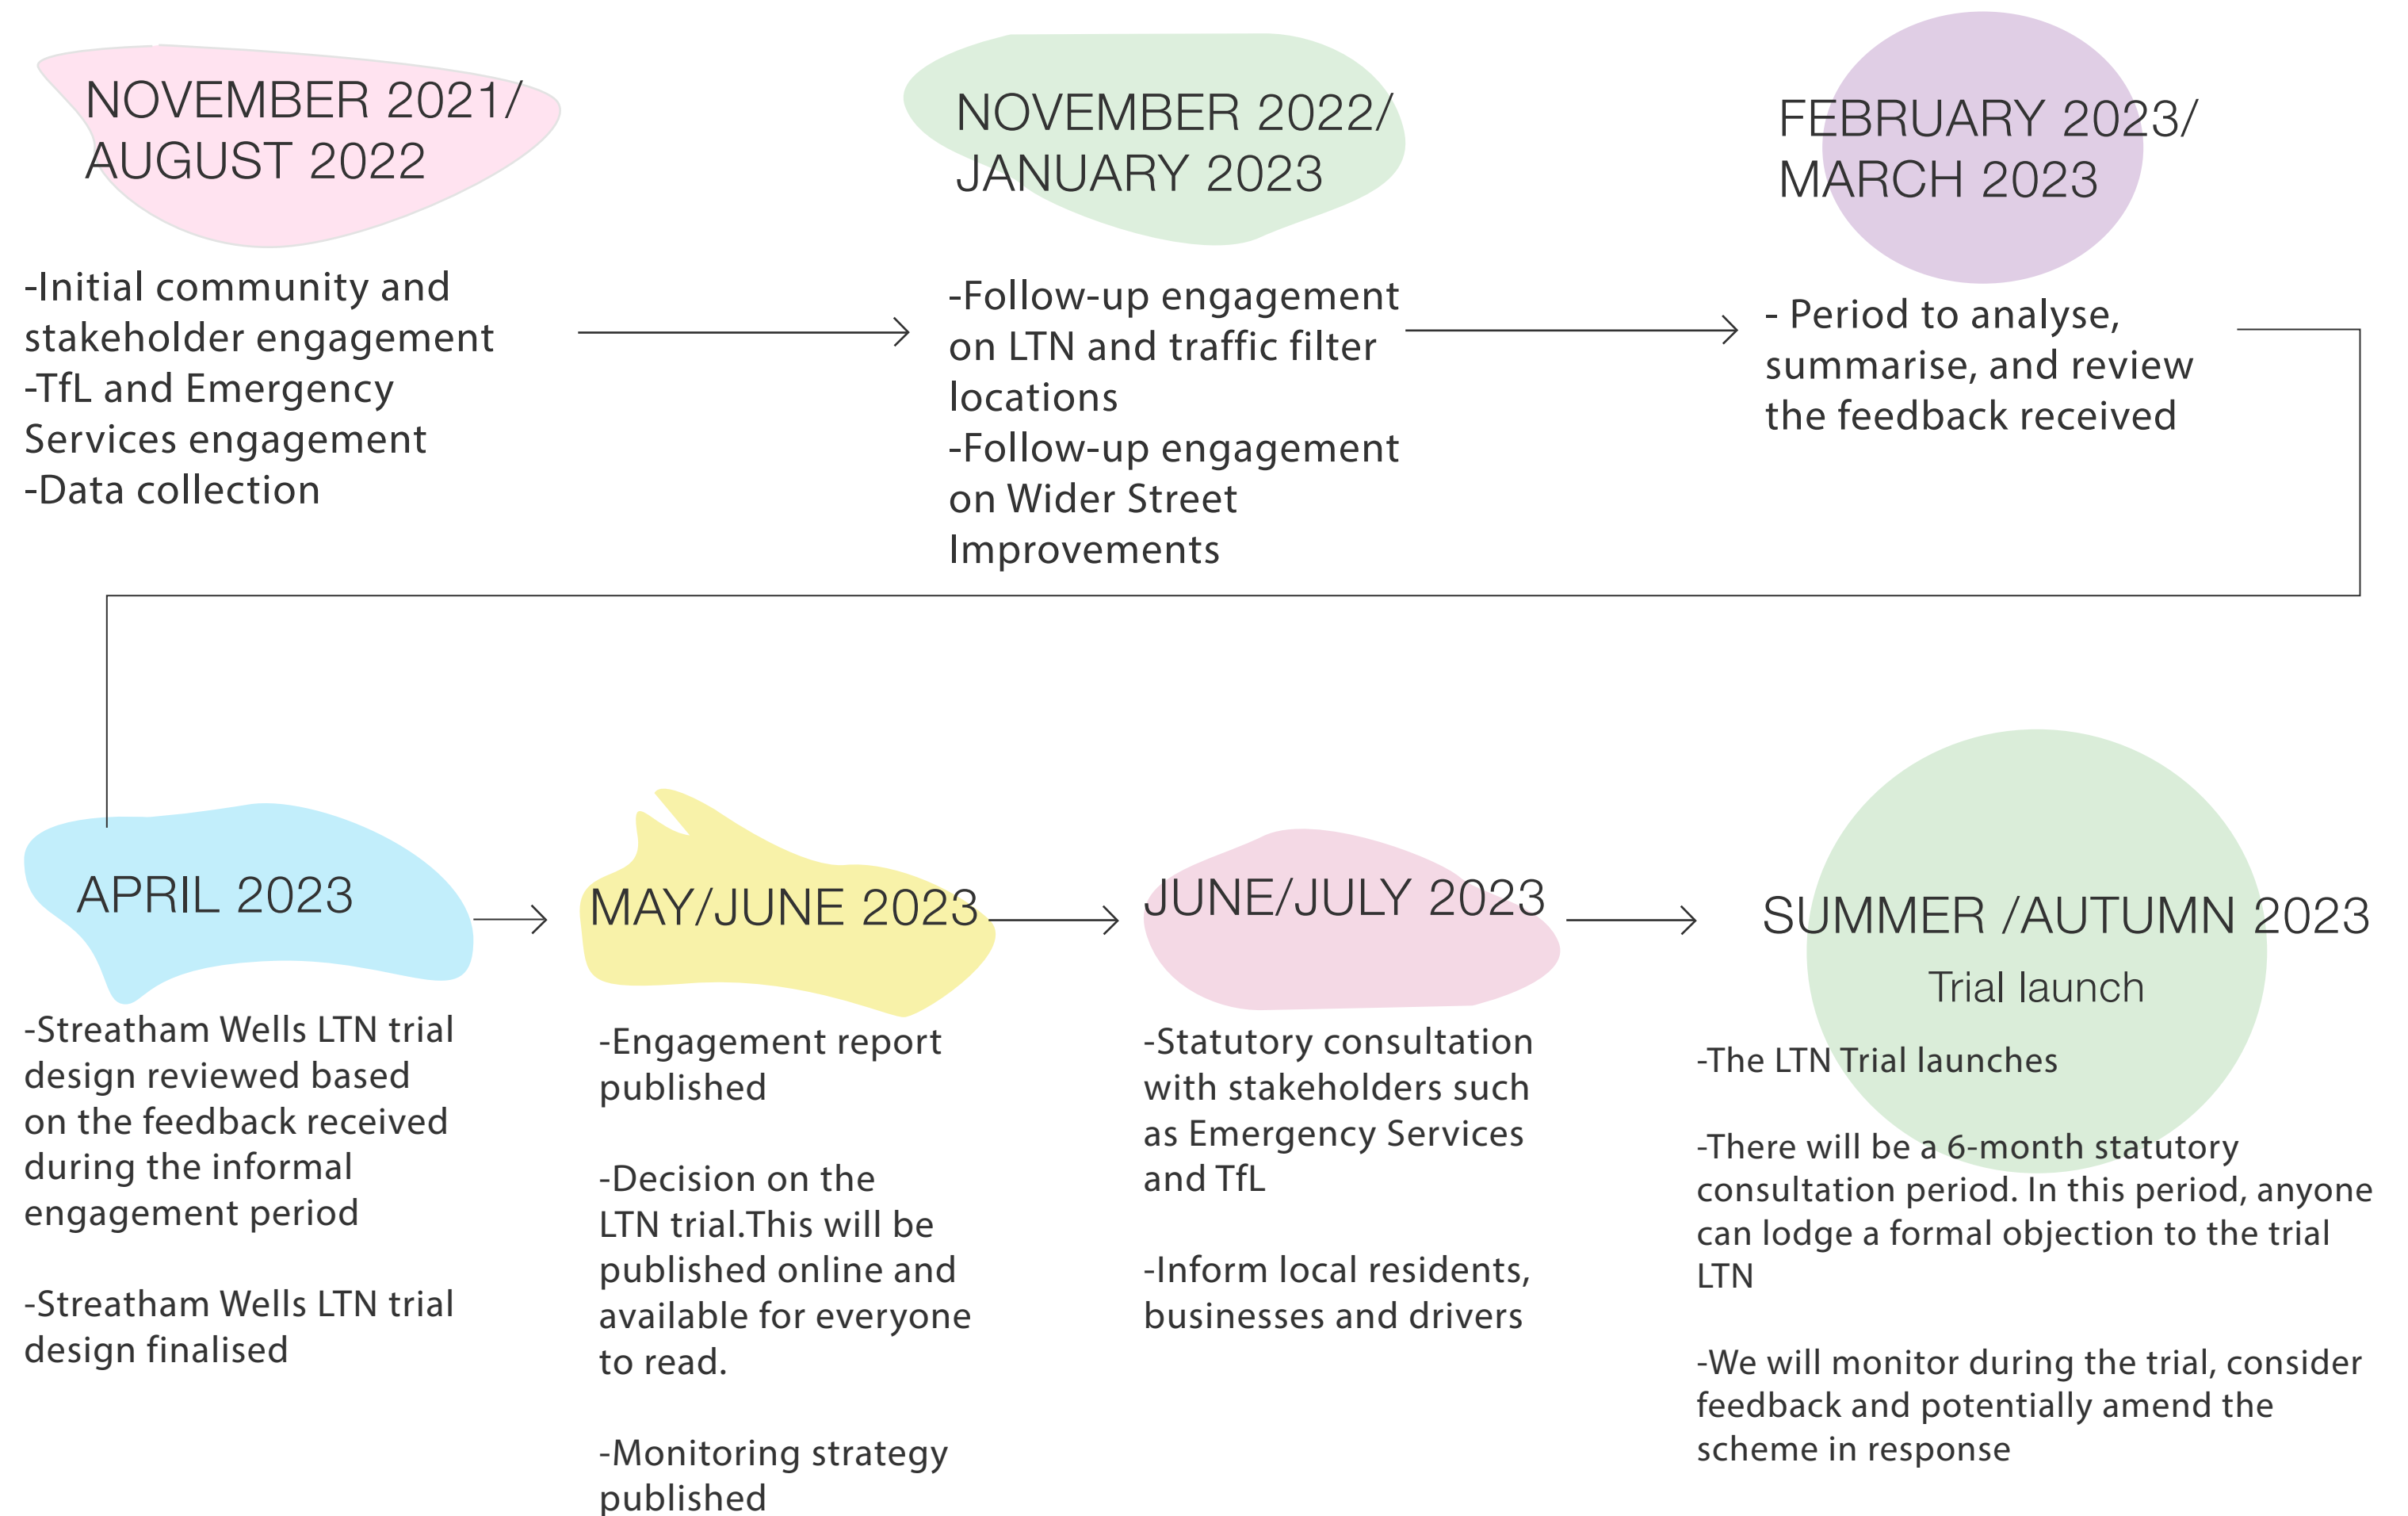 NOVEMBER 2021/
AUGUST 2022
-Initial community and
stakeholder engagement
-TfL and Emergency
Services engagement
-Data collection
NOVEMBER 2022/
JANUARY 2023
-Follow-up engagement
on LTN and traffic filter
locations
-Follow-up engagement
on Wider Street
Improvements
FEBRUARY 2023/
MARCH 2023
- Period to analyse,
summarise, and review
the feedback received
APRIL 2023
-Streatham Wells LTN trial
design reviewed based
on the feedback received
during the informal
engagement period
-Streatham Wells LTN trial
design finalised
MAY/JUNE 2023
-Engagement report
published
-Decision on the
LTN trial.This will be
published online and
available for everyone
to read.
-Monitoring strategy
published
JUNE/JULY 2023
-Statutory consultation
with stakeholders such
as Emergency Services
and TfL
-Inform local residents,
businesses and drivers
SUMMER /AUTUMN 2023
Trial launch
-The LTN Trial launches
-There will be a 6-month statutory
consultation period. In this period, anyone
can lodge a formal objection to the trial
LTN
-We will monitor during the trial, consider
feedback and potentially amend the
scheme in response